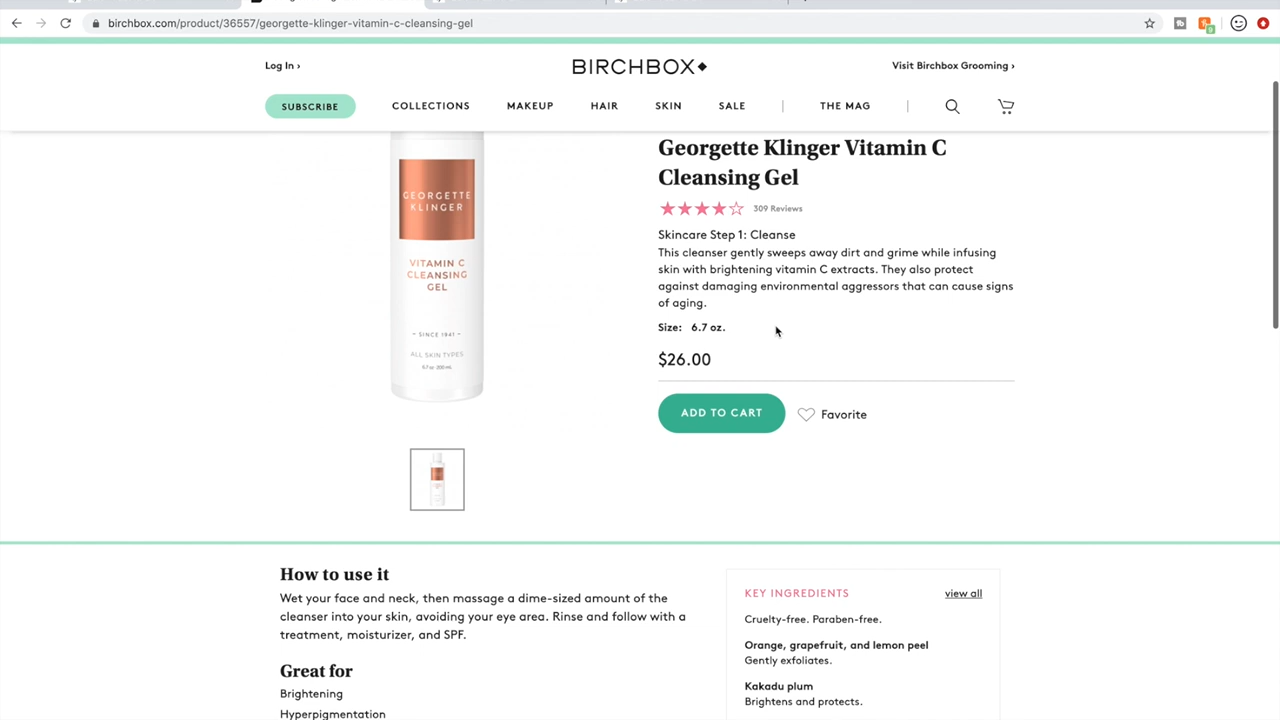 birchbox.com/product/36557/georgette-klinger-vitamin-c-cleansing-gel
Log In ›
BIRCHBOX
Visit Birchbox Grooming ›
SUBSCRIBE
COLLECTIONS
MAKEUP
HAIR
SKIN
SALE
THE MAG
GEORGETTE
KLINGER
VITAMIN C
CLEANSING
GEL
- SINCE 1941 -
ALL SKIN TYPES
6.7 oz 200mL
Georgette Klinger Vitamin C
Cleansing Gel
309 Reviews
Skincare Step 1: Cleanse
This cleanser gently sweeps away dirt and grime while infusing
skin with brightening vitamin C extracts. They also protect
against damaging environmental aggressors that can cause signs
of aging.
Size: 6.7 oz.
$26.00
ADD TO CART
Favorite
How to use it
Wet your face and neck, then massage a dime-sized amount of the
cleanser into your skin, avoiding your eye area. Rinse and follow with a
treatment, moisturizer, and SPF.
Great for
Brightening
Hyperpigmentation
KEY INGREDIENTS
view all
Cruelty-free. Paraben-free.
Orange, grapefruit, and lemon peel
Gently exfoliates.
Kakadu plum
Brightens and protects.